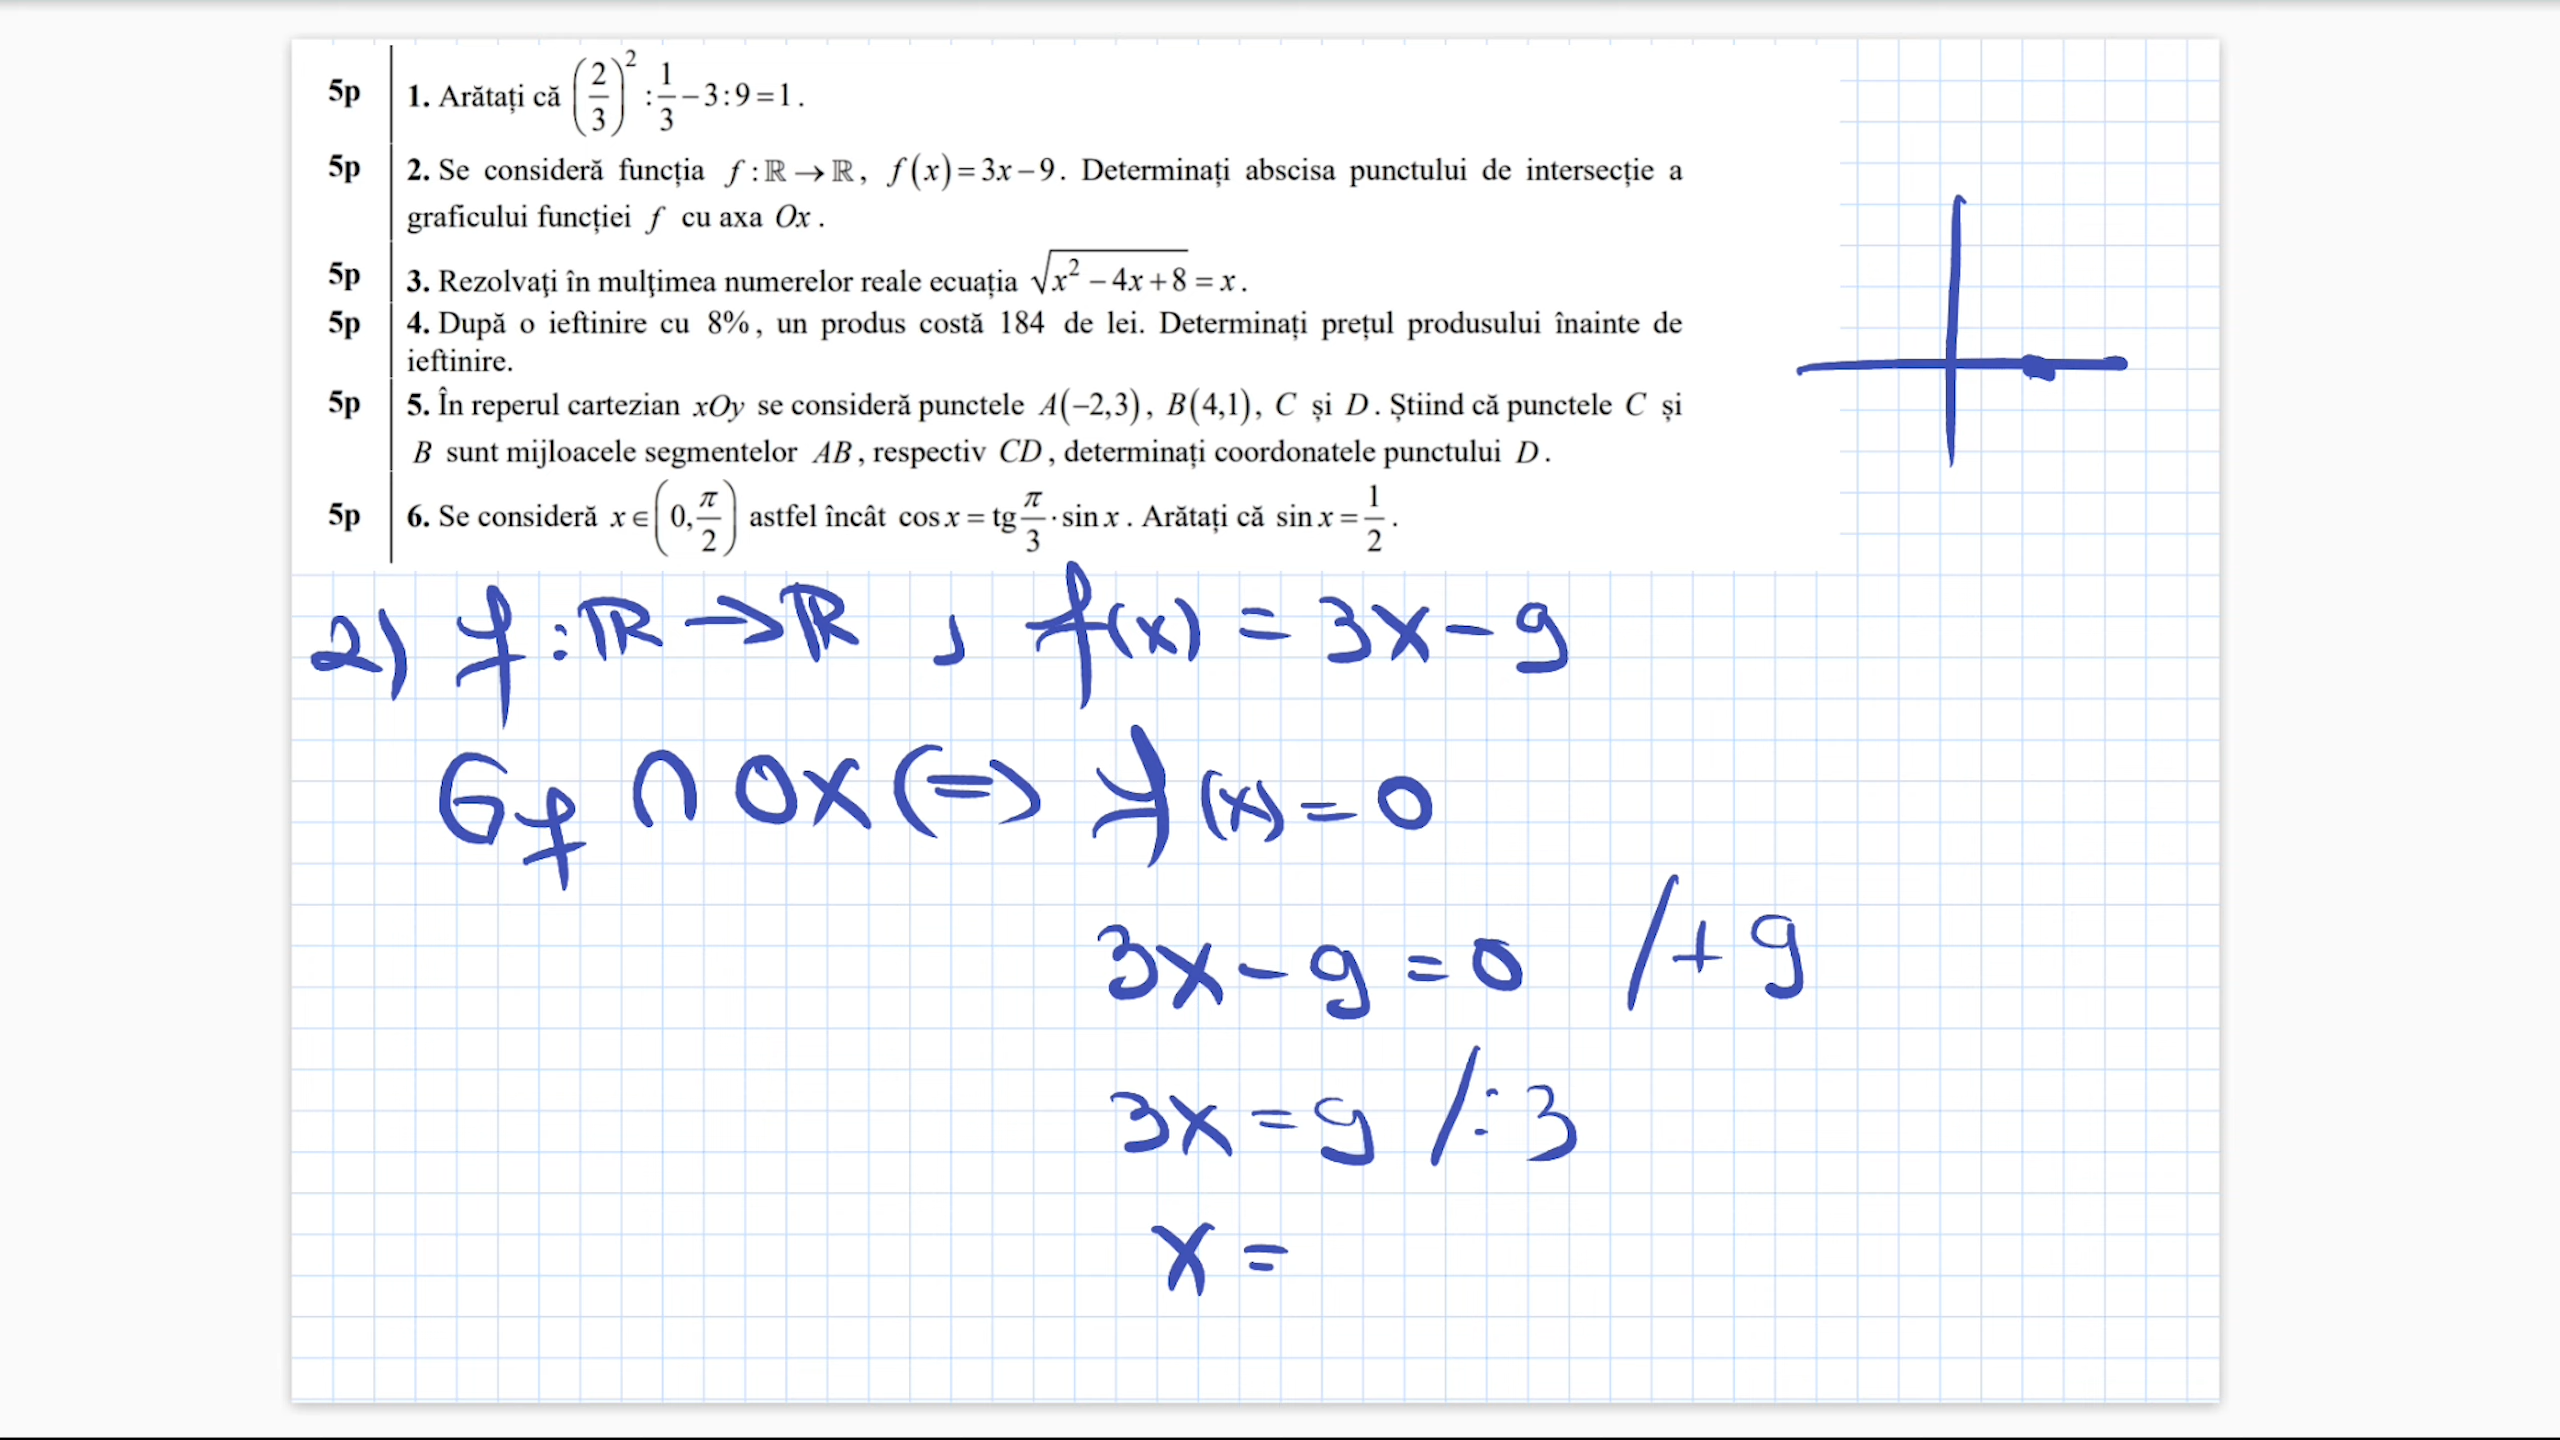 5p 1. Arătați că (2/3)² : 1/3 − 3 : 9 = 1.
5p 2. Se consideră funcția f : ℝ → ℝ, f(x) = 3x − 9. Determinați abscisa punctului de intersecție a
graficului funcției f cu axa Ox.
5p 3. Rezolvați în mulțimea numerelor reale ecuația √(x² − 4x + 8) = x.
5p 4. După o ieftinire cu 8%, un produs costă 184 de lei. Determinați prețul produsului înainte de
ieftinire.
5p 5. În reperul cartezian xOy se consideră punctele A(−2,3), B(4,1), C și D. Știind că punctele C și
B sunt mijloacele segmentelor AB, respectiv CD, determinați coordonatele punctului D.
5p 6. Se consideră x ∈ (0, π/2) astfel încât cos x = tg π/3 · sin x. Arătați că sin x = 1/2.
2) f : ℝ → ℝ , f(x) = 3x − 9
Gf ∩ OX (=) f(x) = 0
3x − 9 = 0 /+9
3x = 9 /:3
x =